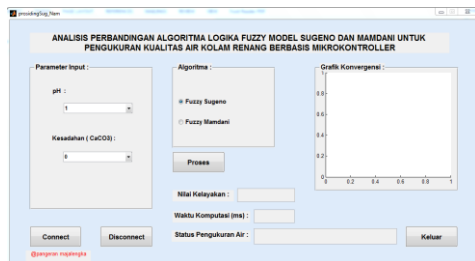 prosidingSug_Mam
ANALISIS PERBANDINGAN ALGORITMA LOGIKA FUZZY MODEL SUGENO DAN MAMDANI UNTUK
PENGUKURAN KUALITAS AIR KOLAM RENANG BERBASIS MIKROKONTROLLER
Parameter Input :
pH :
1
Kesadahan ( CaCO3) :
0
Algoritma :
Fuzzy Sugeno
Fuzzy Mamdani
Proses
Grafik Konvergensi :
1
0.8
0.6
0.4
0.2
0
0 0.2 0.4 0.6 0.8 1
Nilai Kelayakan :
Waktu Komputasi (ms) :
Status Pengukuran Air :
Connect
Disconnect
Keluar
@pangeran majalengka